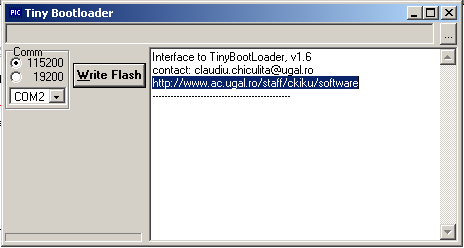 PIC Tiny Bootloader
...
Comm
115200
19200
COM2
Write Flash
Interface to TinyBootLoader, v1.6
contact: claudiu.chiculita@ugal.ro
http://www.ac.ugal.ro/staff/ckiku/software
------------------------------------------------